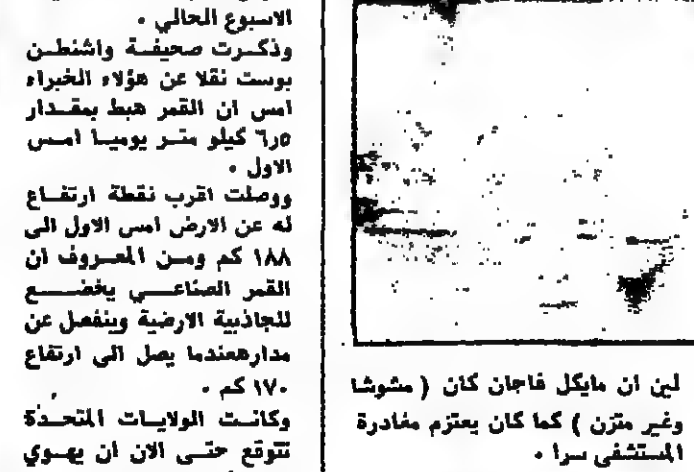 الاسبوع الحالي .
وذكرت صحيفة واشنطن
بوست نقلا عن هؤلاء الخبراء
امس ان القمر هبط بمقدار
٦٫٥ كيلو متر يوميا امس
الاول .
ووصلت اقرب نقطة ارتفاع
له عن الارض امس الاول الى
١٨٨ كم ومن المعروف ان
القمر الصناعي يخضع
للجاذبية الارضية وينفصل عن
مدارهعندما يصل الى ارتفاع
١٧٠ كم .
وكانت الولايات المتحدة
تتوقع حتى الان ان يهوي
لين ان مايكل فاجان كان ( مشوشا
وغير متزن ) كما كان يعتزم مغادرة
المستشفى سرا .